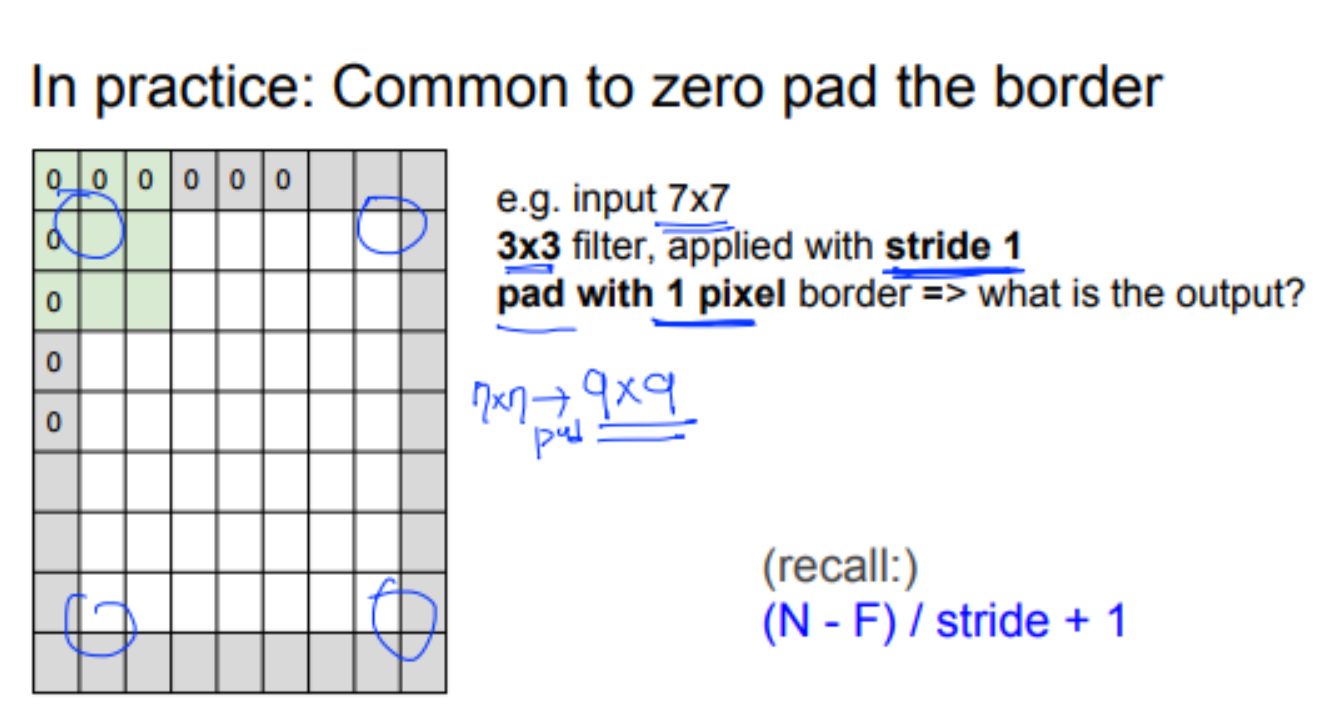 In practice: Common to zero pad the border
0 0 0 0 0 0
0
0
0
0
e.g. input 7x7
3x3 filter, applied with stride 1
pad with 1 pixel border => what is the output?
7x7→ 9x9
pad
(recall:)
(N - F) / stride + 1